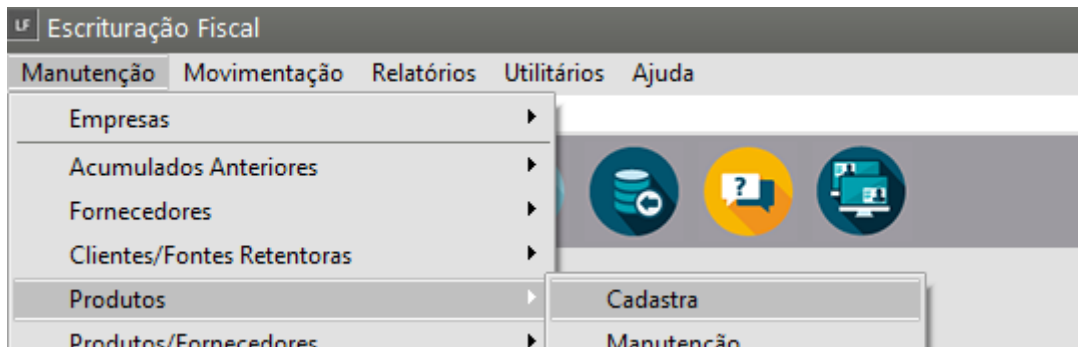 LF Escrituração Fiscal
Manutenção Movimentação Relatórios Utilitários Ajuda
Empresas
Acumulados Anteriores
?
Fornecedores
Clientes/Fontes Retentoras
Produtos
Cadastra
Produtos/Fornecedores
Manutenção